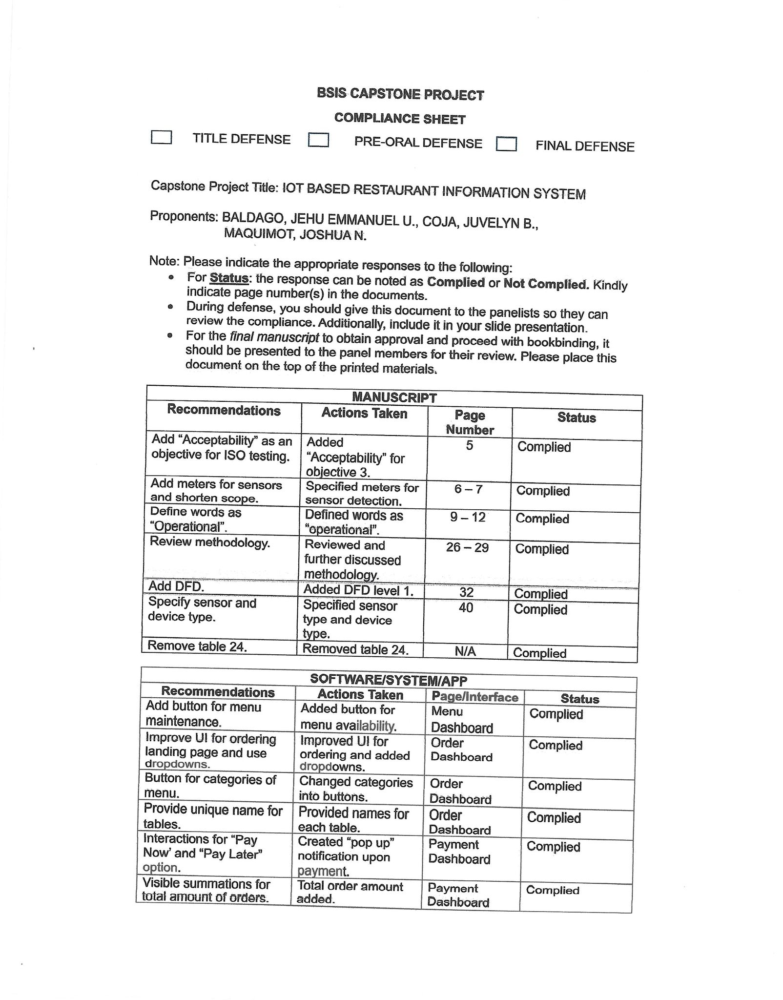 BSIS CAPSTONE PROJECT
COMPLIANCE SHEET
TITLE DEFENSE PRE-ORAL DEFENSE FINAL DEFENSE
Capstone Project Title: IOT BASED RESTAURANT INFORMATION SYSTEM
Proponents: BALDAGO, JEHU EMMANUEL U., COJA, JUVELYN B.,
MAQUIMOT, JOSHUA N.
Note: Please indicate the appropriate responses to the following:
• For Status: the response can be noted as Complied or Not Complied. Kindly
indicate page number(s) in the documents.
• During defense, you should give this document to the panelists so they can
review the compliance. Additionally, include it in your slide presentation.
• For the final manuscript to obtain approval and proceed with bookbinding, it
should be presented to the panel members for their review. Please place this
document on the top of the printed materials.
MANUSCRIPT
Recommendations Actions Taken Page Status
Number
Add “Acceptability” as an Added 5 Complied
objective for ISO testing. “Acceptability” for
objective 3.
Add meters for sensors Specified meters for 6 – 7 Complied
and shorten scope. sensor detection.
Define words as Defined words as 9 – 12 Complied
“Operational”. “operational”.
Review methodology. Reviewed and 26 – 29 Complied
further discussed
methodology.
Add DFD. Added DFD level 1. 32 Complied
Specify sensor and Specified sensor 40 Complied
device type. type and device
type.
Remove table 24. Removed table 24. N/A Complied
SOFTWARE/SYSTEM/APP
Recommendations Actions Taken Page/Interface Status
Add button for menu Added button for Menu Complied
maintenance. menu availability. Dashboard
Improve UI for ordering Improved UI for Order Complied
landing page and use ordering and added Dashboard
dropdowns. dropdowns.
Button for categories of Changed categories Order Complied
menu. into buttons. Dashboard
Provide unique name for Provided names for Order Complied
tables. each table. Dashboard
Interactions for “Pay Created “pop up” Payment Complied
Now’ and “Pay Later” notification upon Dashboard
option. payment.
Visible summations for Total order amount Payment Complied
total amount of orders. added. Dashboard